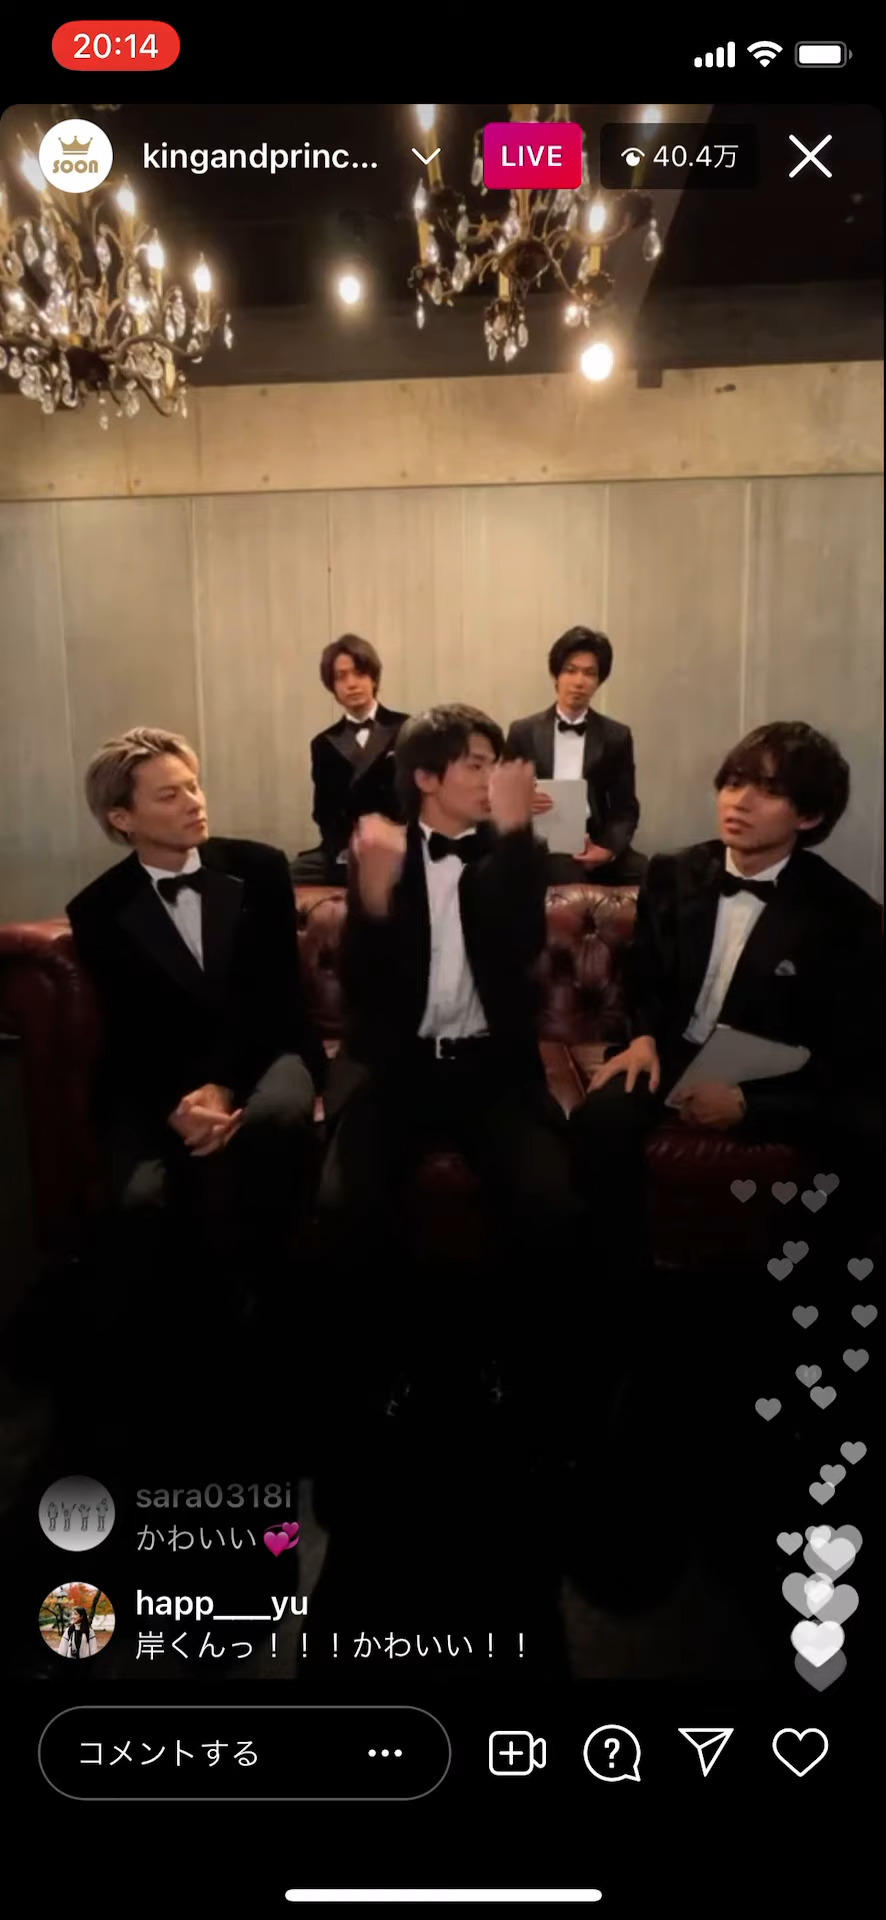 20:14
SOON
kingandprinc...
LIVE
40.4万
sara0318i
かわいい💞
happ___yu
岸くんっ！！！かわいい！！
コメントする